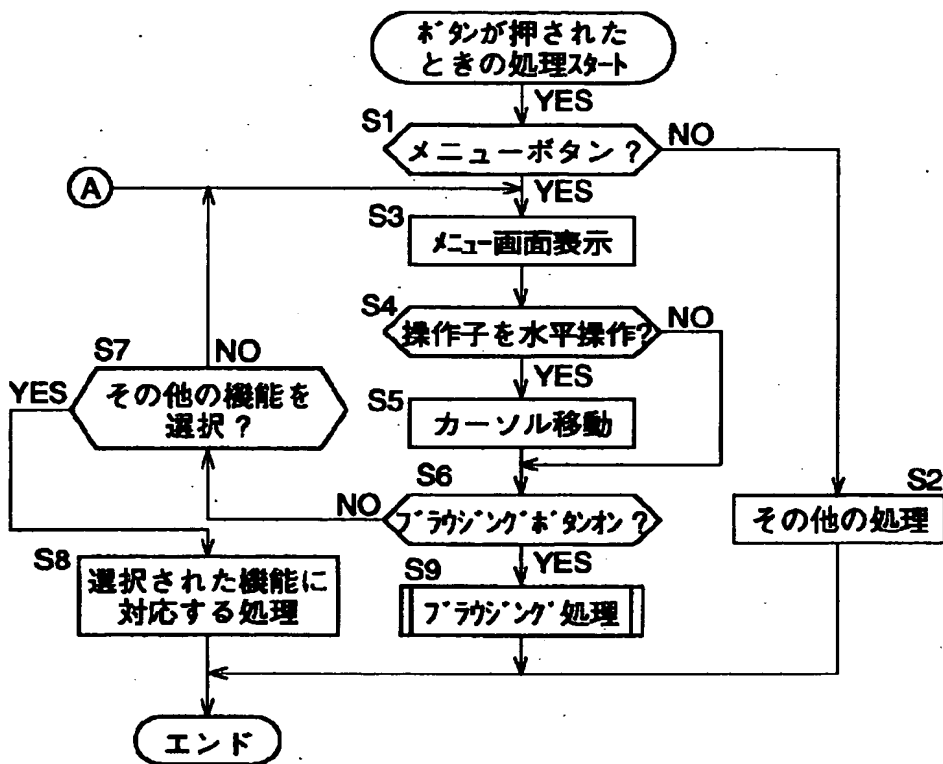 ボタンが押された
ときの処理スタート
YES
S1
メニューボタン？
NO
A
YES
S3
メニュー画面表示
S4
操作子を水平操作？
NO
S7
NO
YES
その他の機能を
選択？
YES
S5
カーソル移動
S6
NO
ブラウジングボタンオン？
S2
その他の処理
YES
S8
選択された機能に
対応する処理
S9
ブラウジング処理
エンド